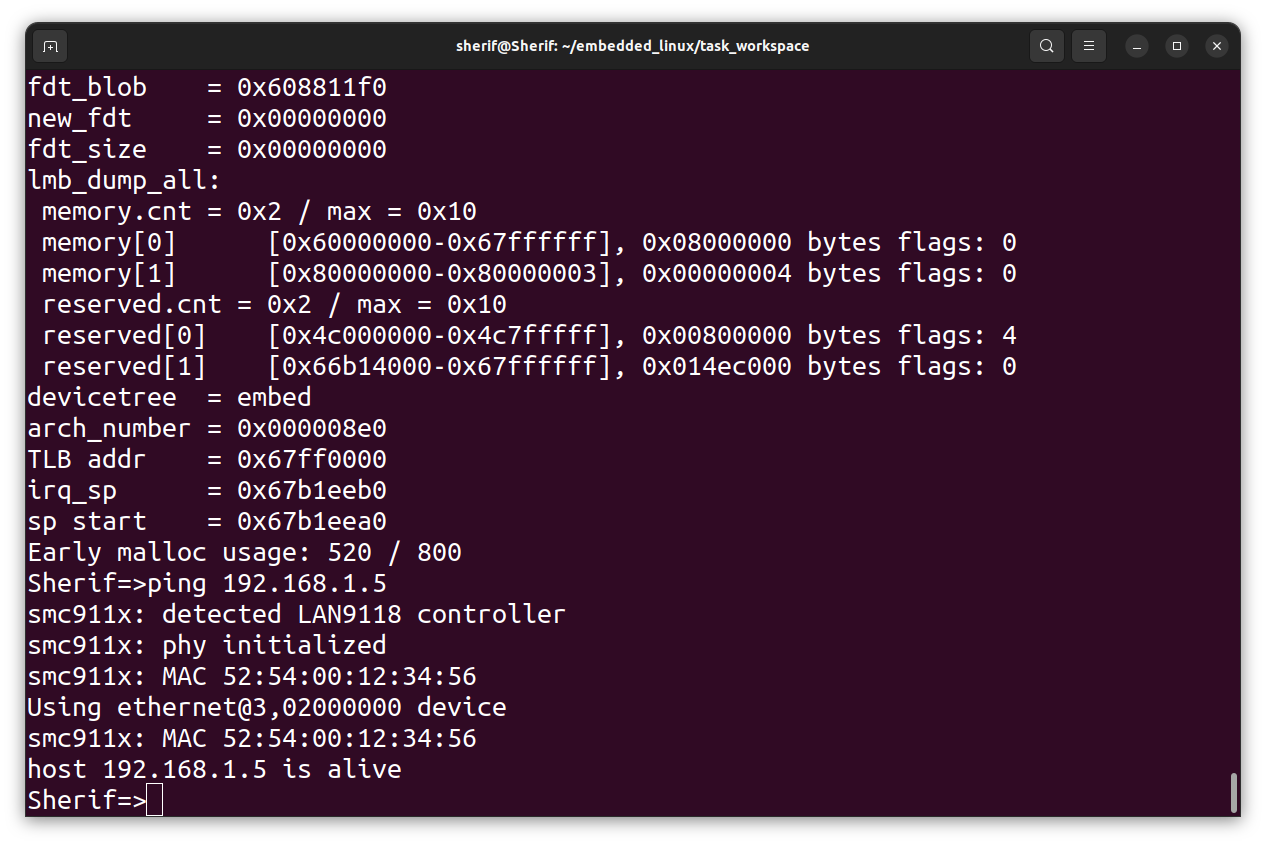 sherif@Sherif: ~/embedded_linux/task_workspace
fdt_blob    = 0x608811f0
new_fdt     = 0x00000000
fdt_size    = 0x00000000
lmb_dump_all:
 memory.cnt = 0x2 / max = 0x10
 memory[0]      [0x60000000-0x67ffffff], 0x08000000 bytes flags: 0
 memory[1]      [0x80000000-0x80000003], 0x00000004 bytes flags: 0
 reserved.cnt = 0x2 / max = 0x10
 reserved[0]    [0x4c000000-0x4c7fffff], 0x00800000 bytes flags: 4
 reserved[1]    [0x66b14000-0x67ffffff], 0x014ec000 bytes flags: 0
devicetree  = embed
arch_number = 0x000008e0
TLB addr    = 0x67ff0000
irq_sp      = 0x67b1eeb0
sp start    = 0x67b1eea0
Early malloc usage: 520 / 800
Sherif=>ping 192.168.1.5
smc911x: detected LAN9118 controller
smc911x: phy initialized
smc911x: MAC 52:54:00:12:34:56
Using ethernet@3,02000000 device
smc911x: MAC 52:54:00:12:34:56
host 192.168.1.5 is alive
Sherif=>